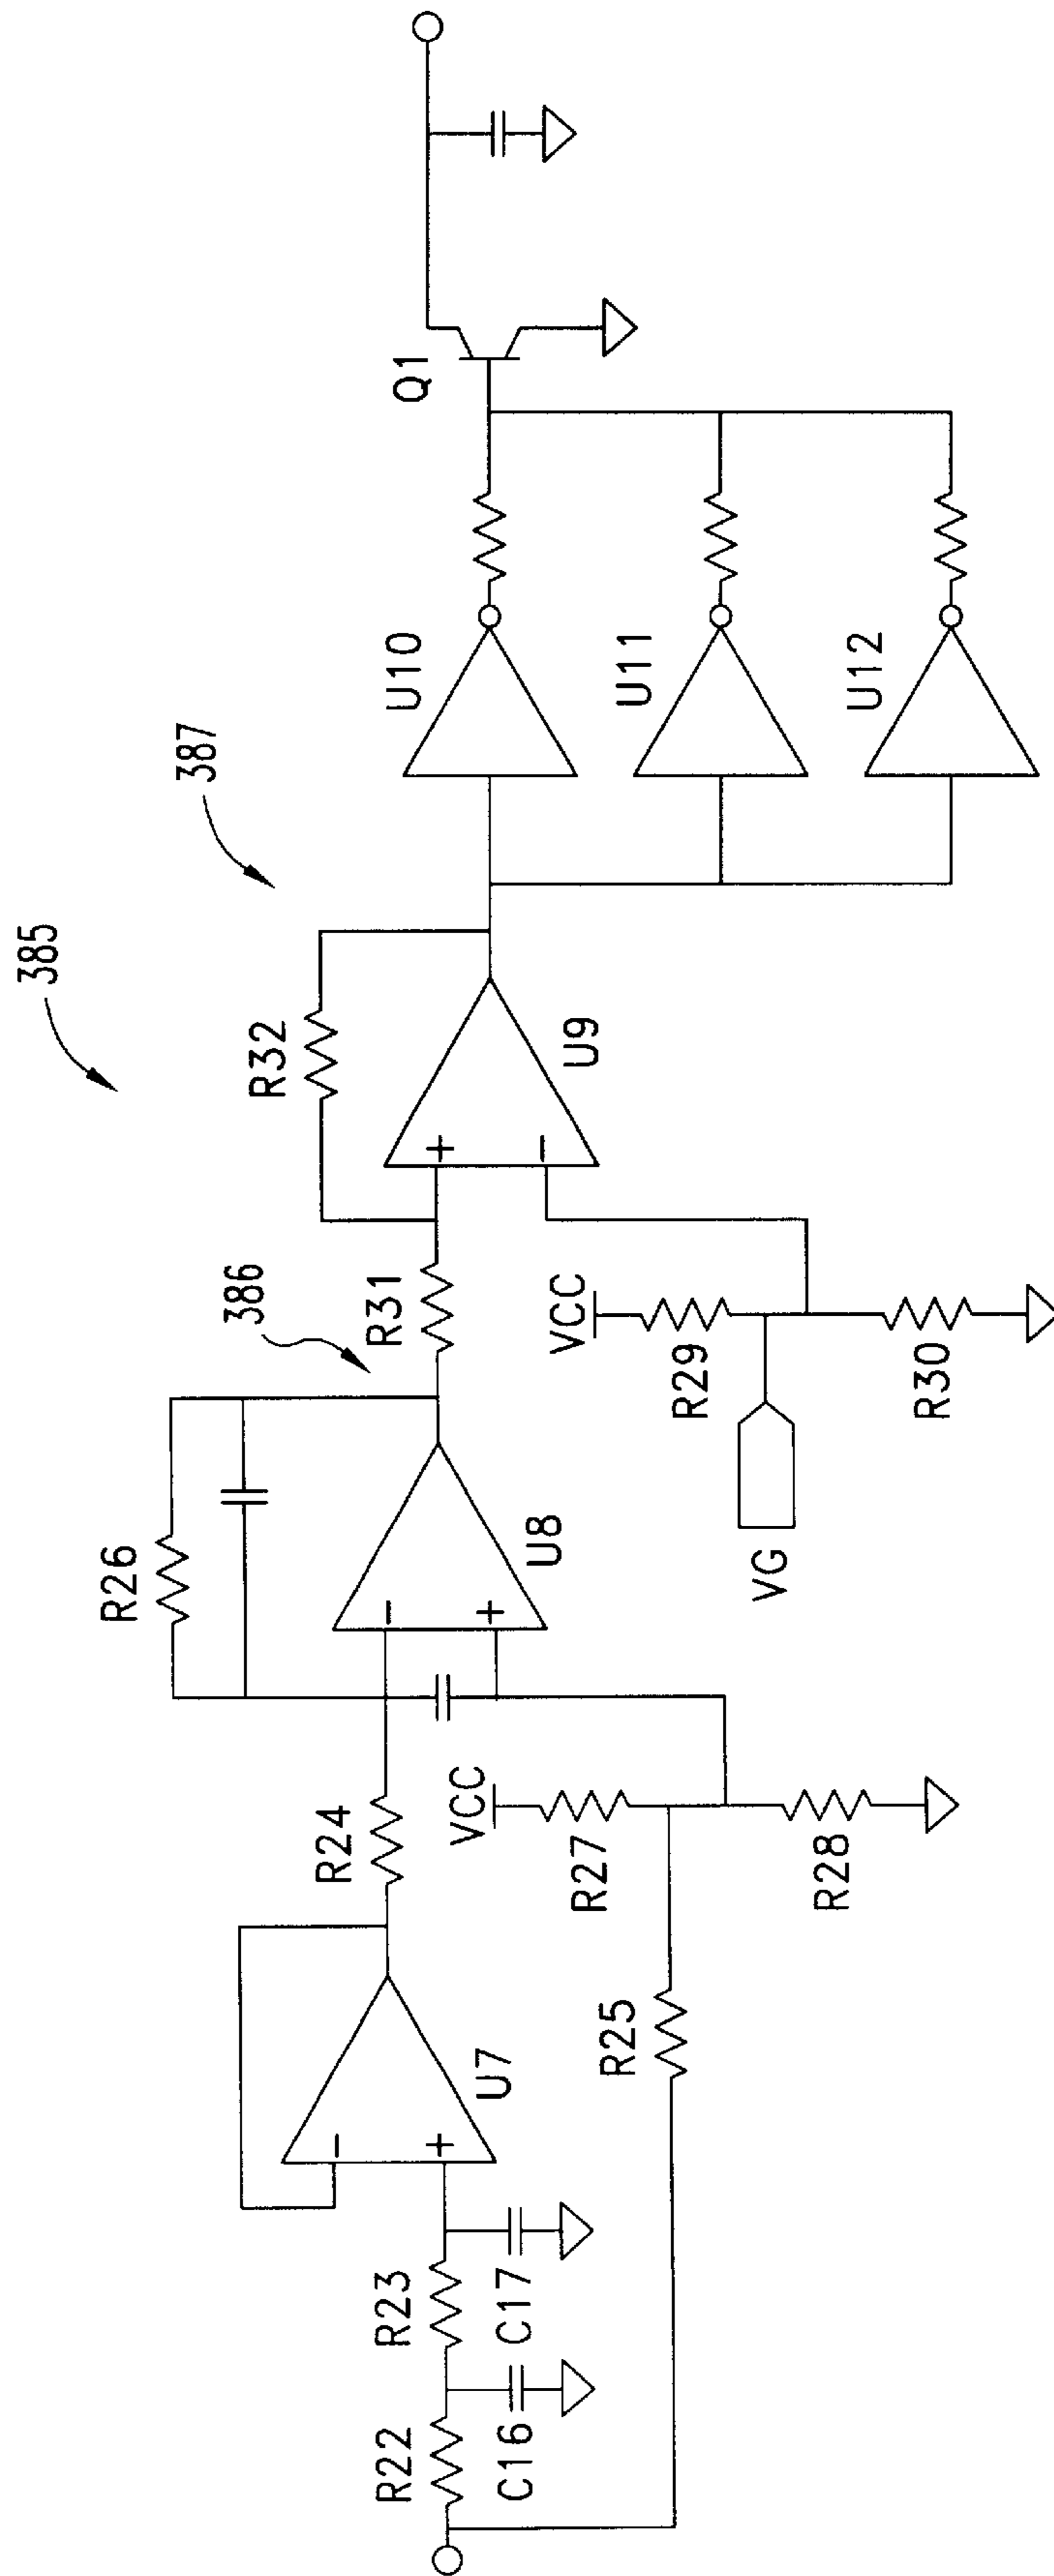 385
387
386
R22
C16
R23
C17
U7
+
-
R24
R25
VCC
R27
R28
R26
U8
-
+
R31
VCC
R29
R30
VG
R32
U9
+
-
U10
U11
U12
Q1